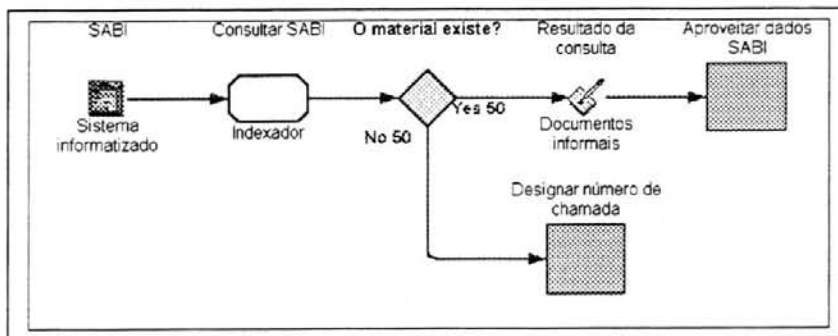 SABI
Consultar SABI
O material existe?
Resultado da
consulta
Aproveitar dados
SABI
Sistema
informatizado
Indexador
Yes 50
No 50
Documentos
informais
Designar número de
chamada